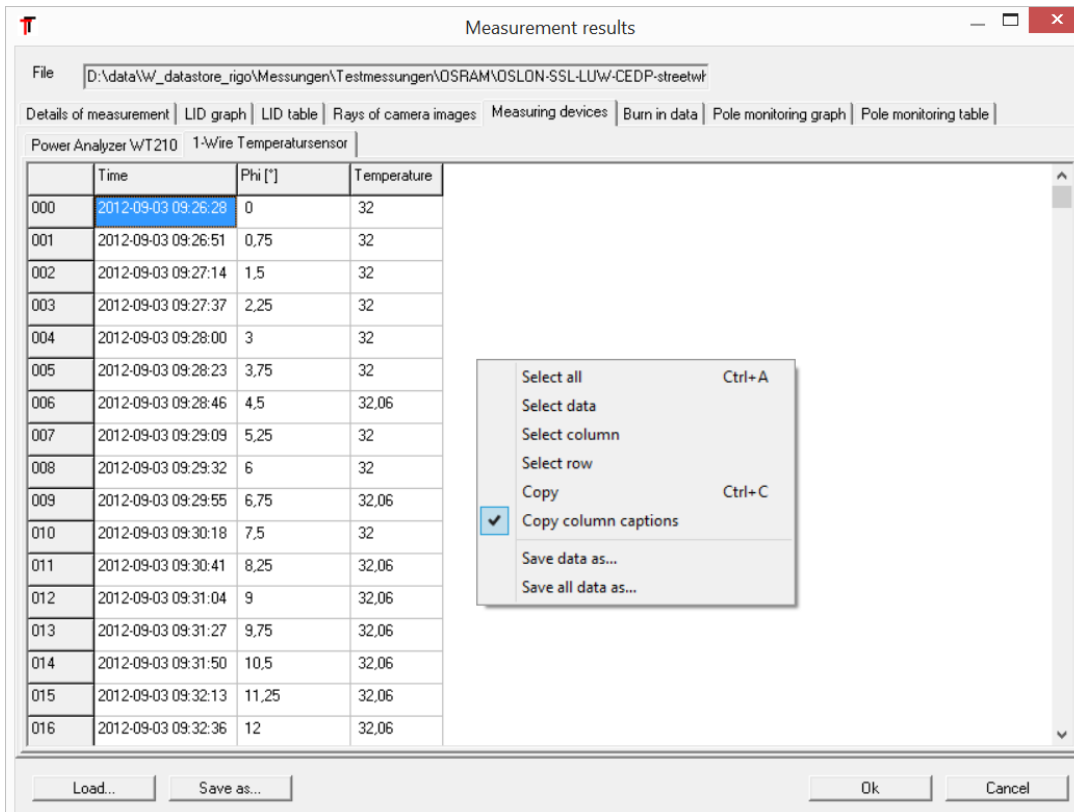 Measurement results
File D:\data\W_datastore_rigo\Messungen\Testmessungen\OSRAM\OSLON-SSL-LUW-CEDP-streetwh
Details of measurement LID graph LID table Rays of camera images Measuring devices Burn in data Pole monitoring graph Pole monitoring table
Power Analyzer WT210 1-Wire Temperatursensor
Time Phi [°] Temperature
000 2012-09-03 09:26:28 0 32
001 2012-09-03 09:26:51 0,75 32
002 2012-09-03 09:27:14 1,5 32
003 2012-09-03 09:27:37 2,25 32
004 2012-09-03 09:28:00 3 32
005 2012-09-03 09:28:23 3,75 32
006 2012-09-03 09:28:46 4,5 32,06
007 2012-09-03 09:29:09 5,25 32
008 2012-09-03 09:29:32 6 32
009 2012-09-03 09:29:55 6,75 32,06
010 2012-09-03 09:30:18 7,5 32
011 2012-09-03 09:30:41 8,25 32,06
012 2012-09-03 09:31:04 9 32,06
013 2012-09-03 09:31:27 9,75 32,06
014 2012-09-03 09:31:50 10,5 32,06
015 2012-09-03 09:32:13 11,25 32,06
016 2012-09-03 09:32:36 12 32,06
Select all Ctrl+A
Select data
Select column
Select row
Copy Ctrl+C
Copy column captions
Save data as...
Save all data as...
Load... Save as... Ok Cancel